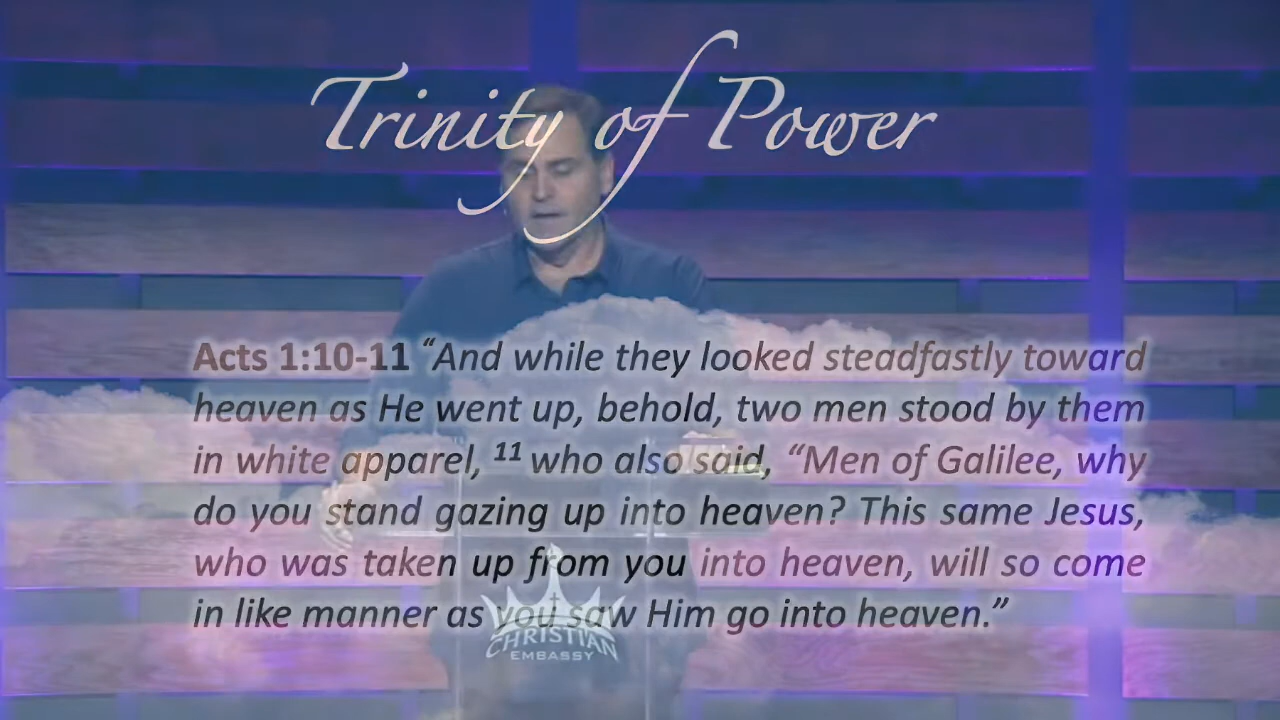 Trinity of Power
Acts 1:10-11 “And while they looked steadfastly toward
heaven as He went up, behold, two men stood by them
in white apparel, ¹¹ who also said, “Men of Galilee, why
do you stand gazing up into heaven? This same Jesus,
who was taken up from you into heaven, will so come
in like manner as you saw Him go into heaven.”
CHRISTIAN
EMBASSY